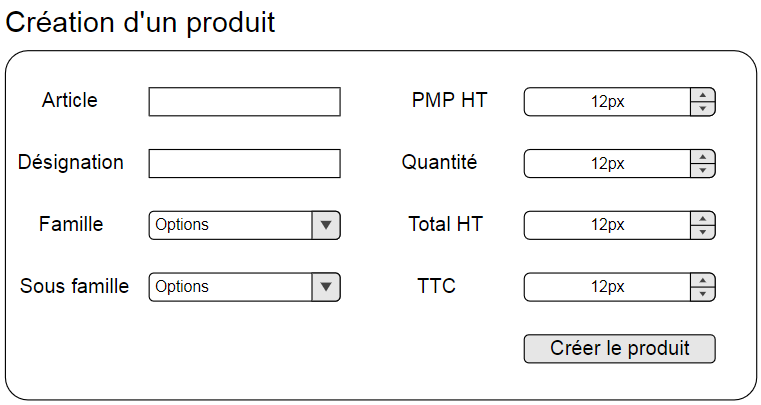 Création d'un produit
Article
PMP HT
12px
Désignation
Quantité
12px
Famille
Options
Total HT
12px
Sous famille
Options
TTC
12px
Créer le produit